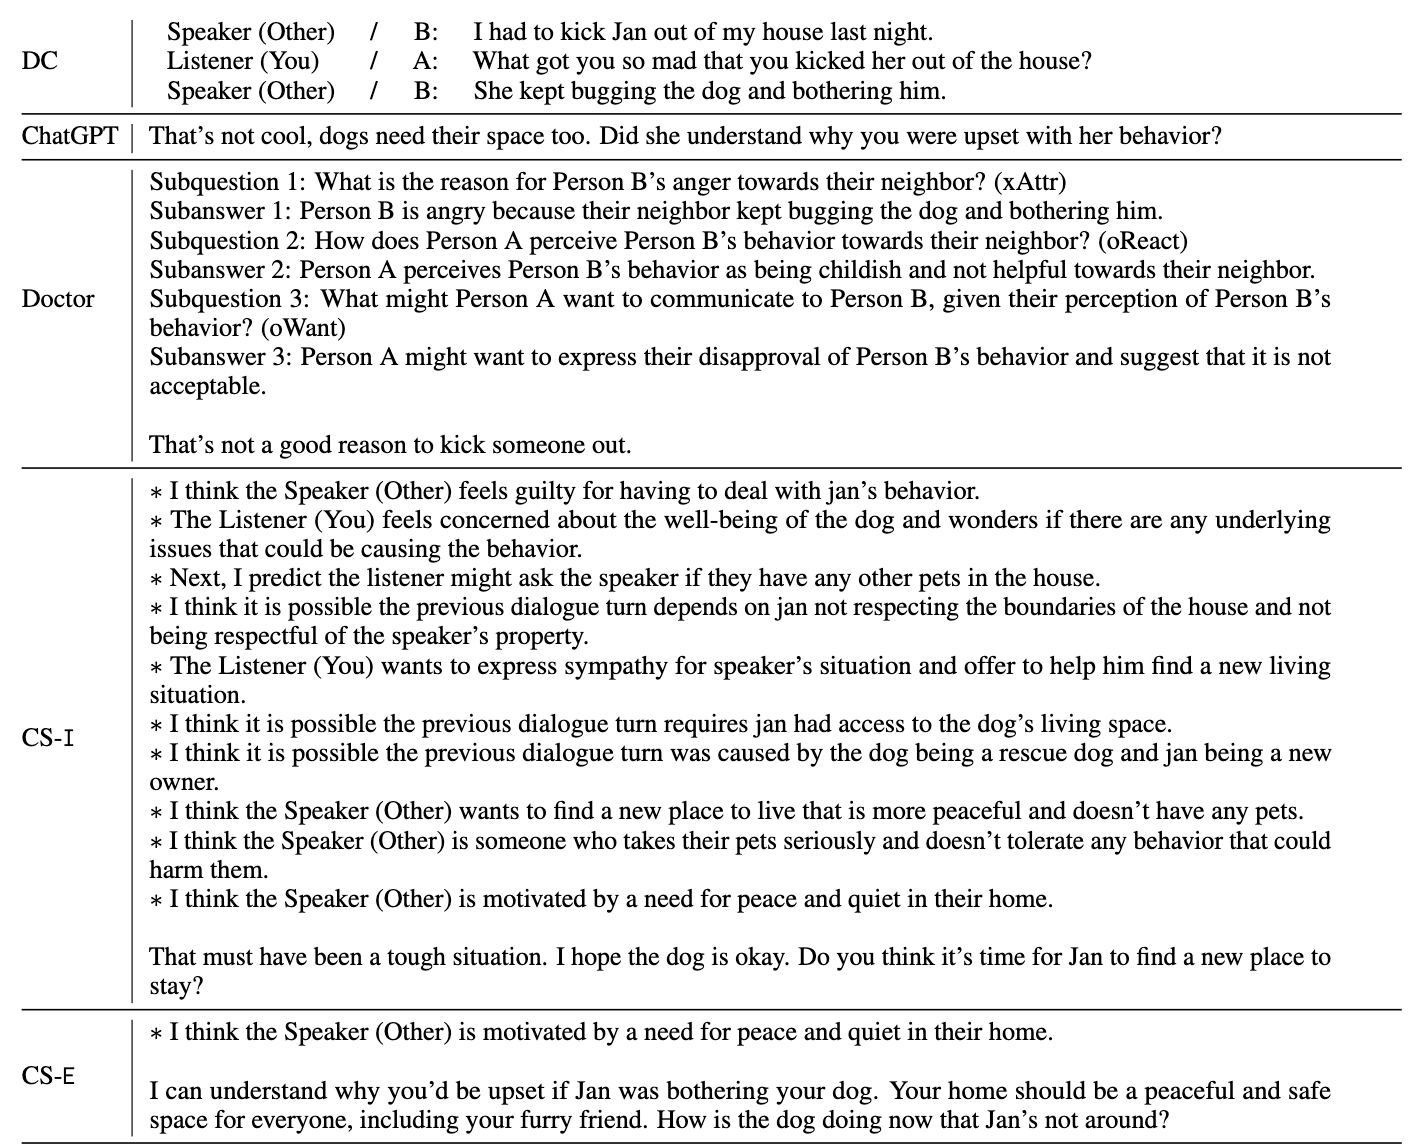 DC
Speaker (Other) / B: I had to kick Jan out of my house last night.
Listener (You) / A: What got you so mad that you kicked her out of the house?
Speaker (Other) / B: She kept bugging the dog and bothering him.
ChatGPT That's not cool, dogs need their space too. Did she understand why you were upset with her behavior?
Doctor
Subquestion 1: What is the reason for Person B's anger towards their neighbor? (xAttr)
Subanswer 1: Person B is angry because their neighbor kept bugging the dog and bothering him.
Subquestion 2: How does Person A perceive Person B's behavior towards their neighbor? (oReact)
Subanswer 2: Person A perceives Person B's behavior as being childish and not helpful towards their neighbor.
Subquestion 3: What might Person A want to communicate to Person B, given their perception of Person B's
behavior? (oWant)
Subanswer 3: Person A might want to express their disapproval of Person B's behavior and suggest that it is not
acceptable.
That's not a good reason to kick someone out.
CS-I
* I think the Speaker (Other) feels guilty for having to deal with jan's behavior.
* The Listener (You) feels concerned about the well-being of the dog and wonders if there are any underlying
issues that could be causing the behavior.
* Next, I predict the listener might ask the speaker if they have any other pets in the house.
* I think it is possible the previous dialogue turn depends on jan not respecting the boundaries of the house and not
being respectful of the speaker's property.
* The Listener (You) wants to express sympathy for speaker's situation and offer to help him find a new living
situation.
* I think it is possible the previous dialogue turn requires jan had access to the dog's living space.
* I think it is possible the previous dialogue turn was caused by the dog being a rescue dog and jan being a new
owner.
* I think the Speaker (Other) wants to find a new place to live that is more peaceful and doesn't have any pets.
* I think the Speaker (Other) is someone who takes their pets seriously and doesn't tolerate any behavior that could
harm them.
* I think the Speaker (Other) is motivated by a need for peace and quiet in their home.
That must have been a tough situation. I hope the dog is okay. Do you think it's time for Jan to find a new place to
stay?
CS-E
* I think the Speaker (Other) is motivated by a need for peace and quiet in their home.
I can understand why you'd be upset if Jan was bothering your dog. Your home should be a peaceful and safe
space for everyone, including your furry friend. How is the dog doing now that Jan's not around?